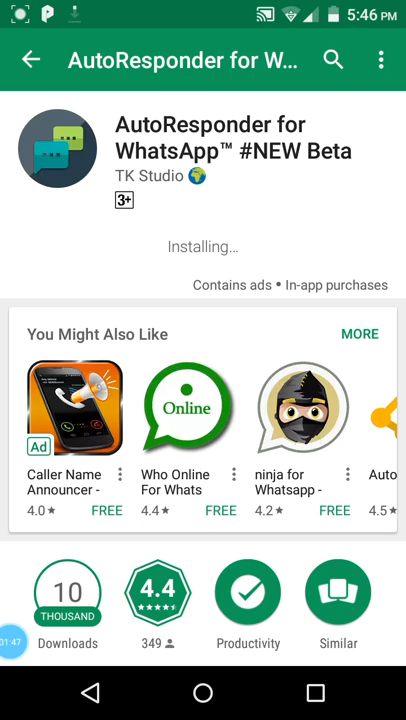 5:46 PM
AutoResponder for W...
AutoResponder for
WhatsApp™ #NEW Beta
TK Studio 🌍
3+
Installing...
Contains ads • In-app purchases
You Might Also Like
MORE
Online
Ad
Caller Name
Announcer -
4.0★ FREE
Who Online
For Whats
4.4★ FREE
ninja for
Whatsapp -
4.2★ FREE
Auto
4.5★
10
THOUSAND
Downloads
4.4
349
Productivity
Similar
01:47